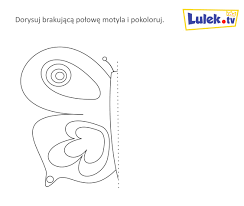 Dorysuj brakującą połowę motyla i pokoloruj.
Lulek.tv